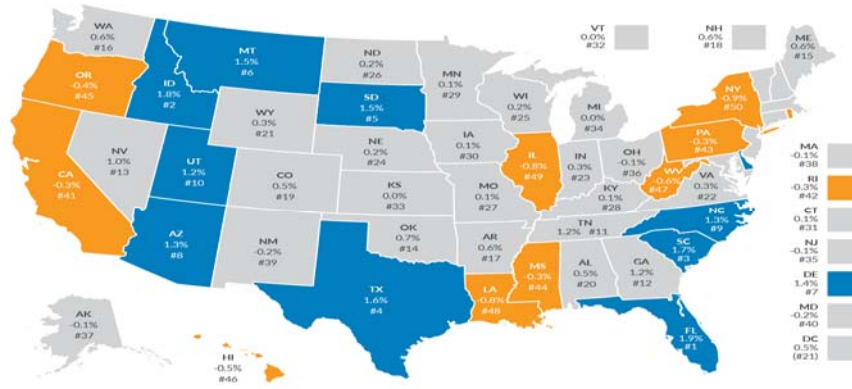 WA
0.6%
#16
OR
-0.4%
#45
CA
-0.3%
#41
NV
1.0%
#13
ID
1.8%
#2
MT
1.5%
#6
WY
0.3%
#21
UT
1.2%
#10
AZ
1.3%
#8
CO
0.5%
#19
NM
-0.2%
#39
ND
0.2%
#26
SD
1.5%
#5
NE
0.2%
#24
KS
0.0%
#33
OK
0.7%
#14
TX
1.6%
#4
MN
0.1%
#29
IA
0.1%
#30
MO
0.1%
#27
AR
0.6%
#17
LA
-0.8%
#48
WI
0.2%
#25
IL
-0.8%
#49
MS
-0.3%
#44
MI
0.0%
#34
IN
0.3%
#23
OH
-0.1%
#36
KY
0.1%
#28
TN
1.2% #11
AL
0.5%
#20
GA
1.2%
#12
FL
1.9%
#1
SC
1.7%
#3
NC
1.3%
#9
VA
0.3%
#22
WV
-0.6%
#47
PA
-0.3%
#43
NY
-0.9%
#50
VT
0.0%
#32
NH
0.6%
#18
ME
0.6%
#15
MA
-0.1%
#38
RI
-0.3%
#42
CT
0.1%
#31
NJ
-0.1%
#35
DE
1.4%
#7
MD
-0.2%
#40
DC
0.5%
(#21)
AK
-0.1%
#37
HI
-0.5%
#46